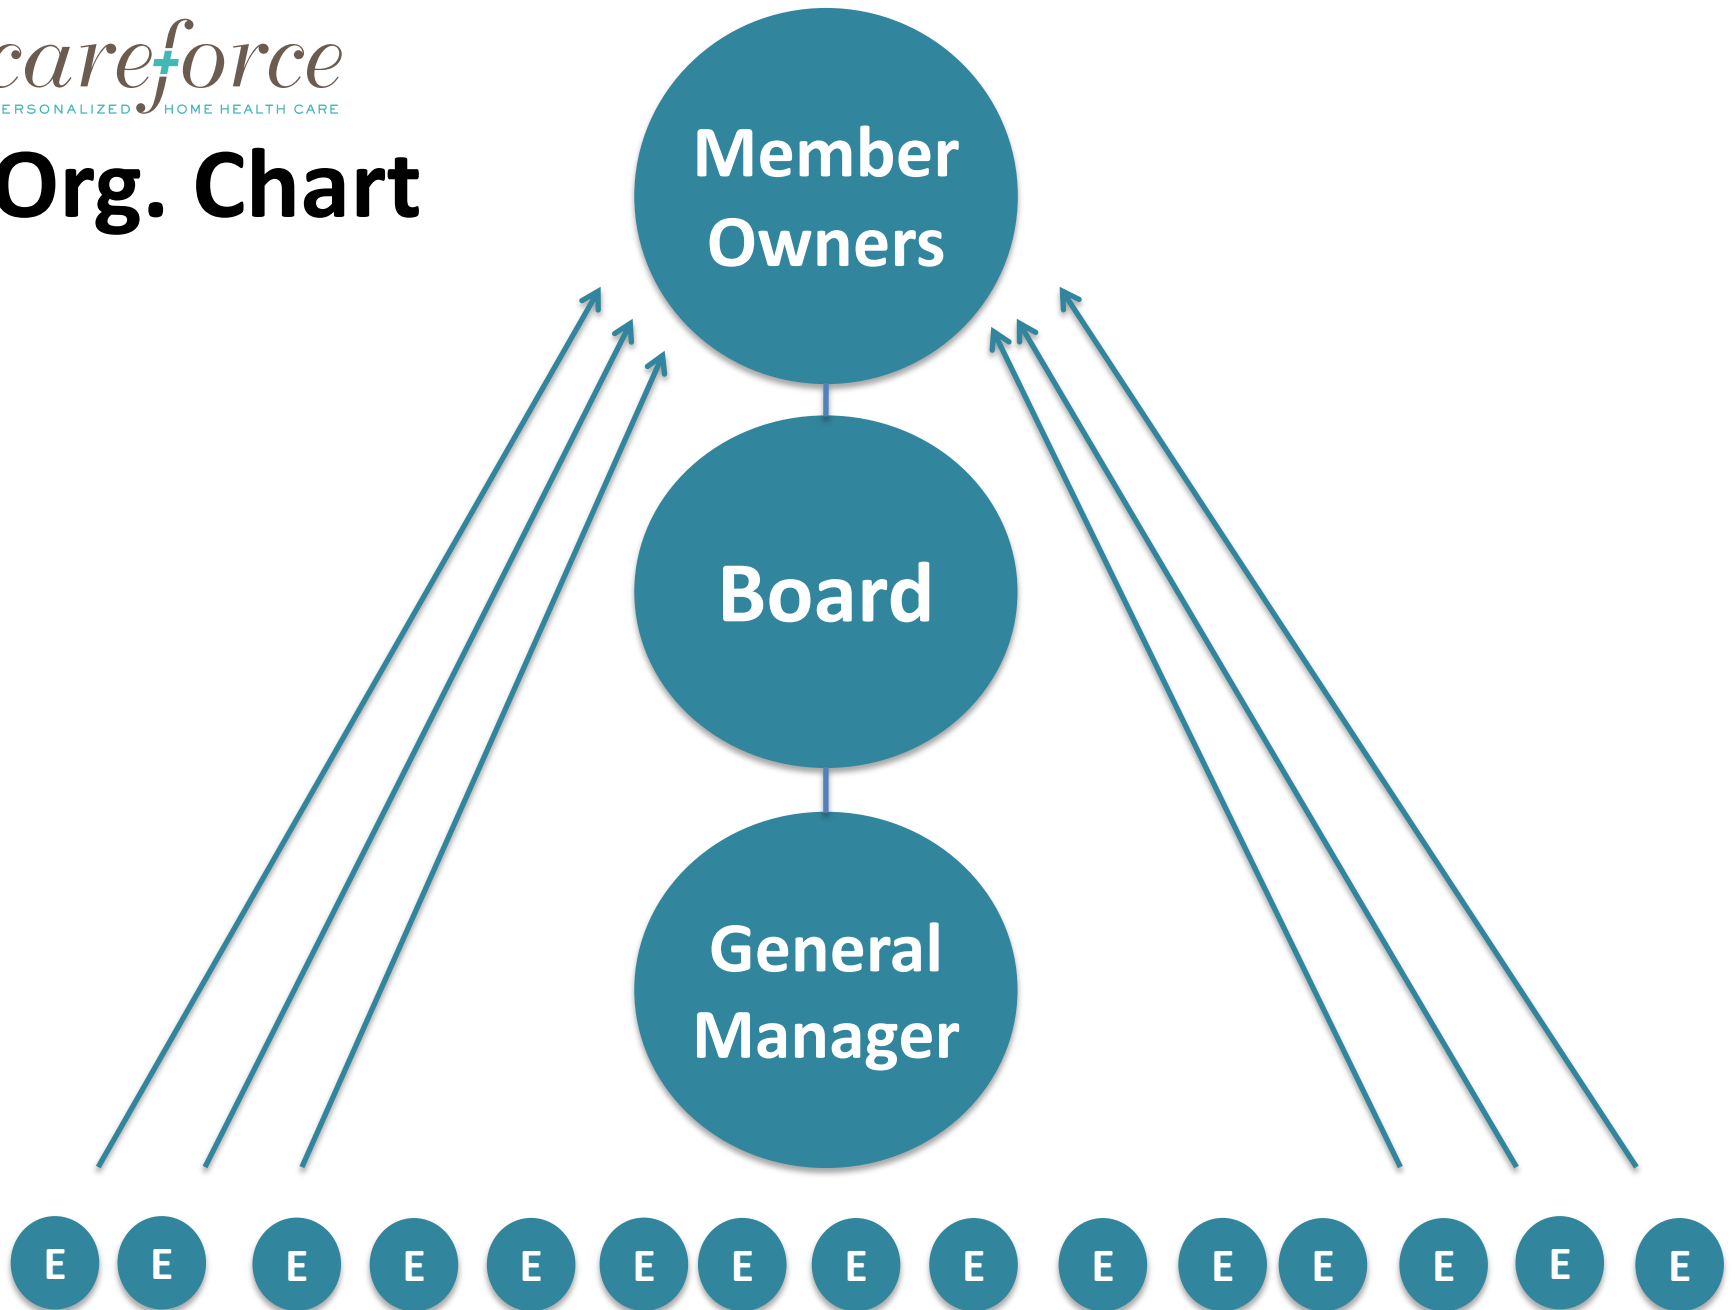 careforce
ERSONALIZED HOME HEALTH CARE
Org. Chart
Member
Owners
Board
General
Manager
E E E E E E E E E E E E E E E